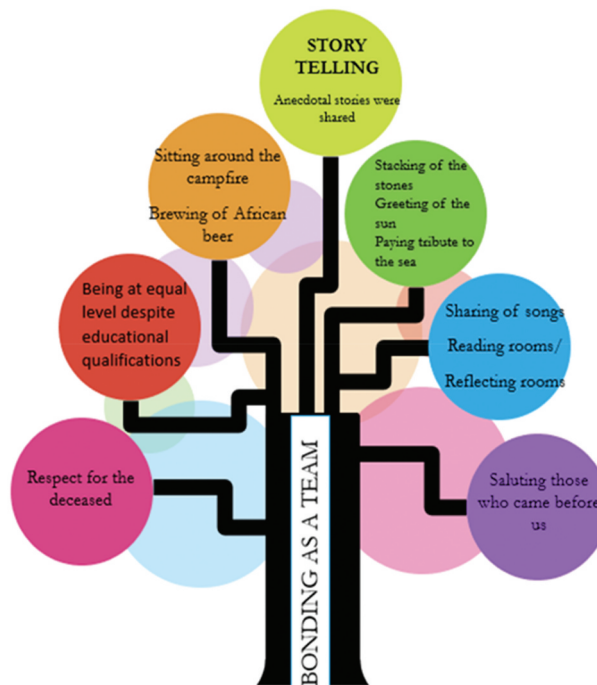 STORY
TELLING
Anecdotal stories were
shared
Sitting around the
campfire
Brewing of African
beer
Stacking of the
stones
Greeting of the
sun
Paying tribute to
the sea
Being at equal
level despite
educational
qualifications
Sharing of songs
Reading rooms/
Reflecting rooms
Respect for the
deceased
Saluting those
who came before
us
BONDING AS A TEAM